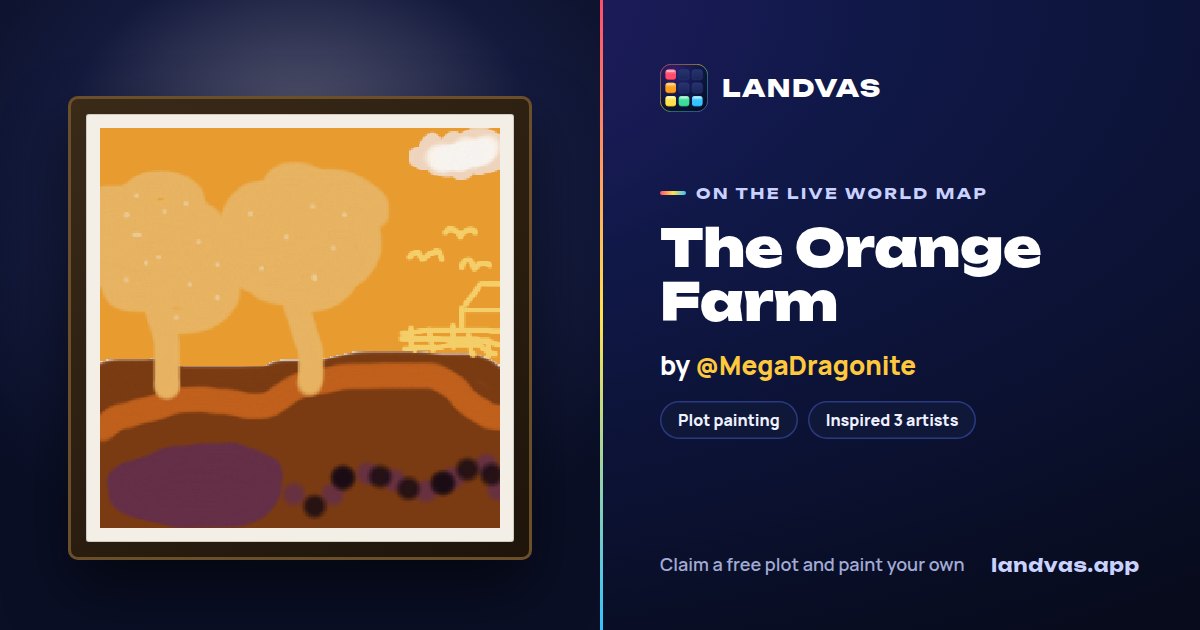 LANDVAS
ON THE LIVE WORLD MAP
The Orange
Farm
by @MegaDragonite
Plot painting
Inspired 3 artists
Claim a free plot and paint your own
landvas.app